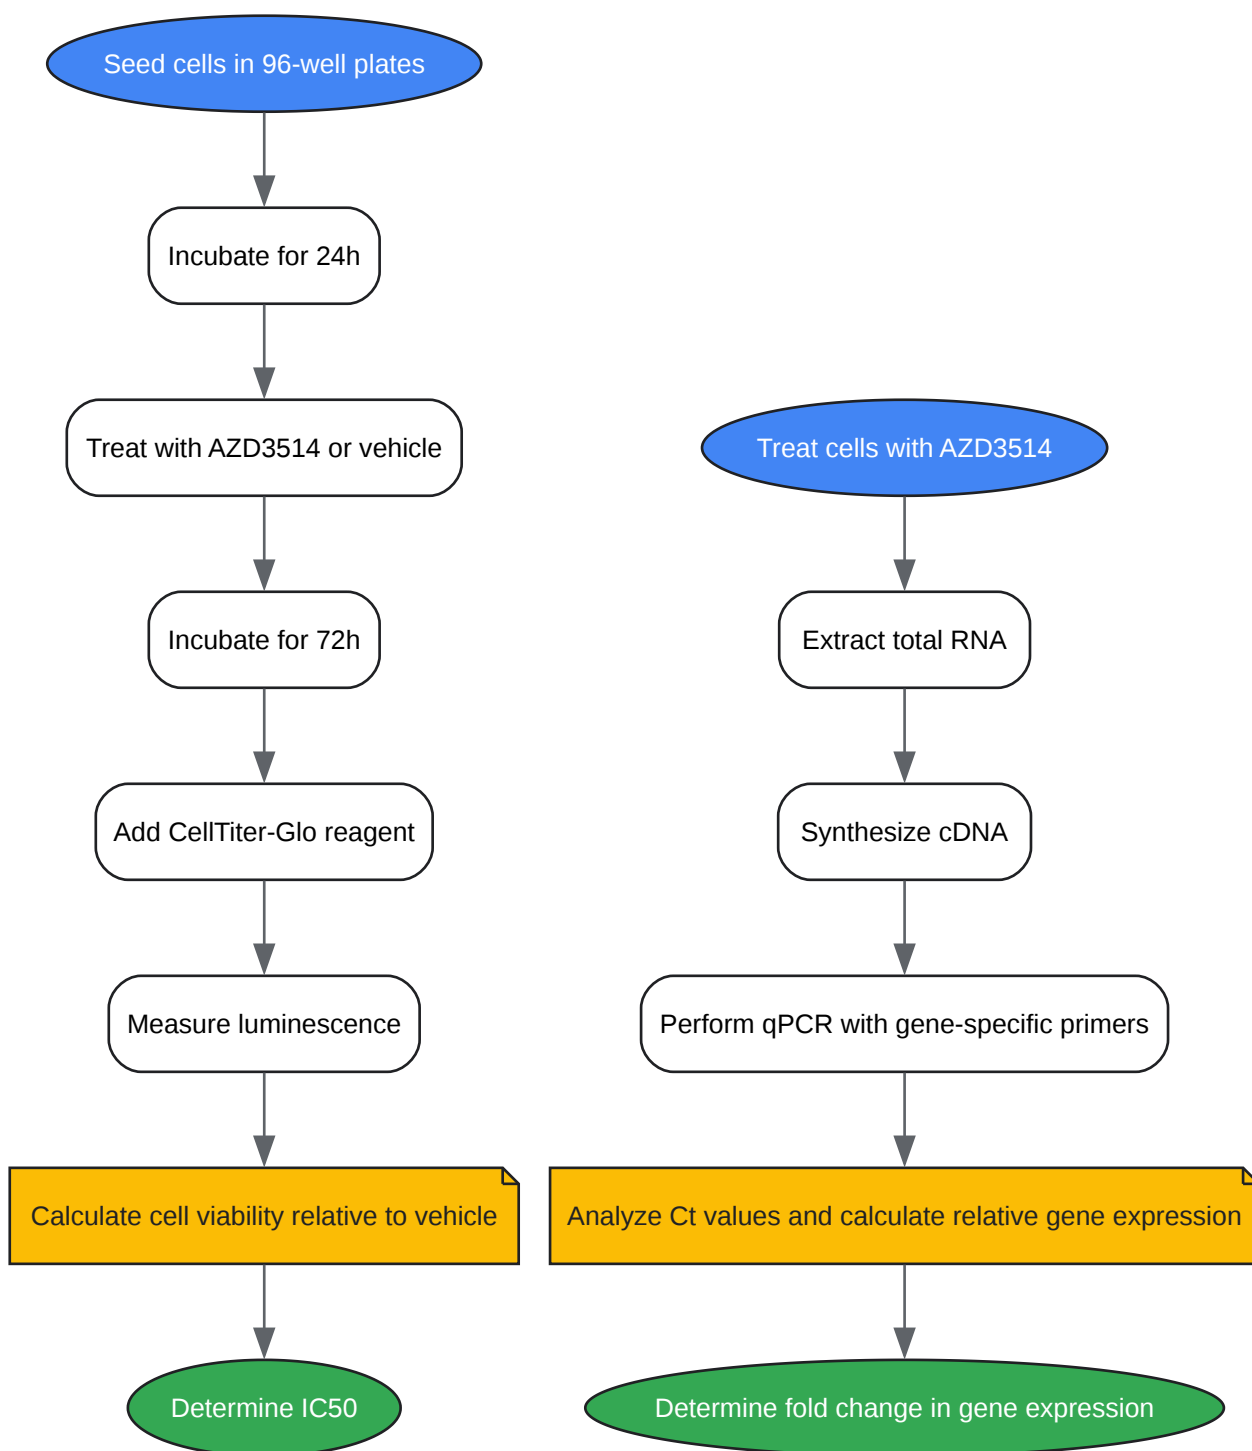 Seed cells in 96-well plates
Incubate for 24h
Treat with AZD3514 or vehicle
Incubate for 72h
Add CellTiter-Glo reagent
Measure luminescence
Calculate cell viability relative to vehicle
Determine IC50
Treat cells with AZD3514
Extract total RNA
Synthesize cDNA
Perform qPCR with gene-specific primers
Analyze Ct values and calculate relative gene expression
Determine fold change in gene expression